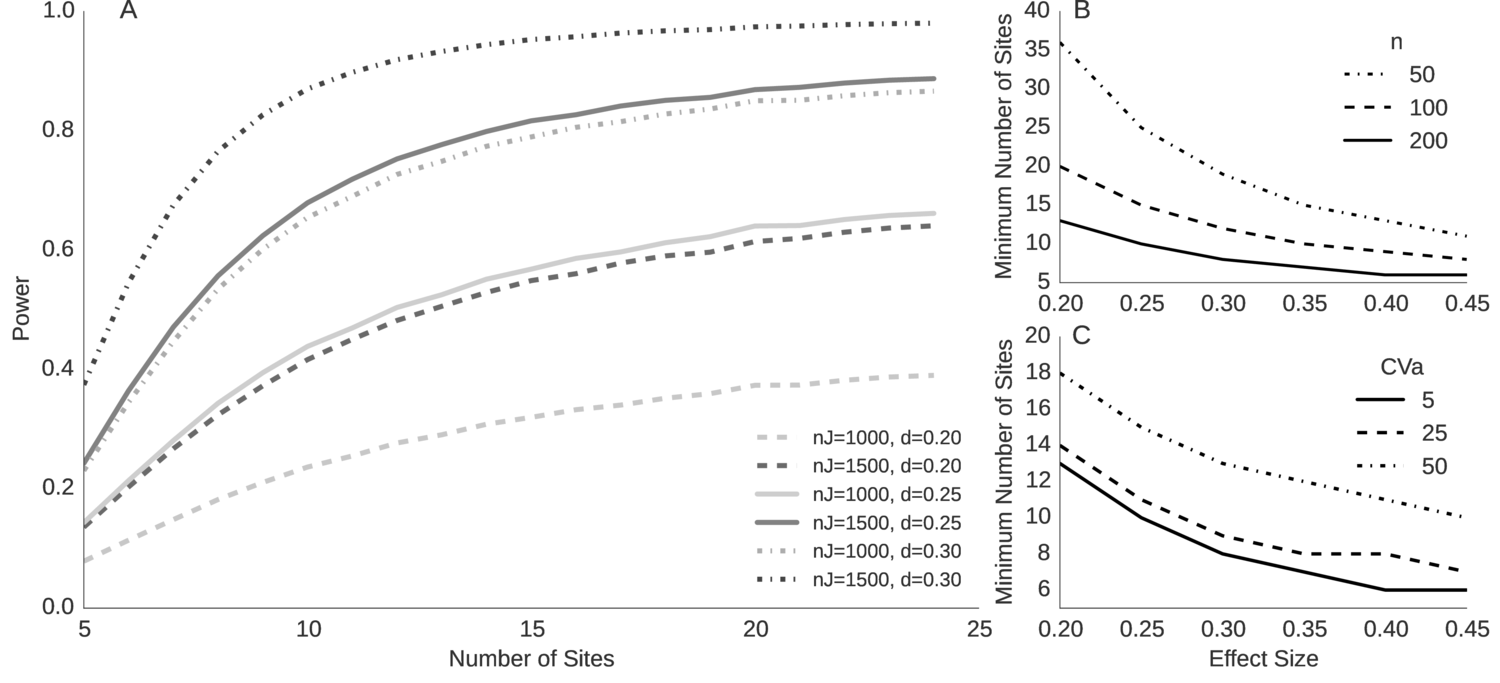 A
1.0
0.8
0.6
0.4
0.2
0.0
Power
5
10
15
20
25
Number of Sites
nJ=1000, d=0.20
nJ=1500, d=0.20
nJ=1000, d=0.25
nJ=1500, d=0.25
nJ=1000, d=0.30
nJ=1500, d=0.30
B
40
35
30
25
20
15
10
5
Minimum Number of Sites
n
50
100
200
0.20
0.25
0.30
0.35
0.40
0.45
C
20
18
16
14
12
10
8
6
Minimum Number of Sites
CVa
5
25
50
0.20
0.25
0.30
0.35
0.40
0.45
Effect Size